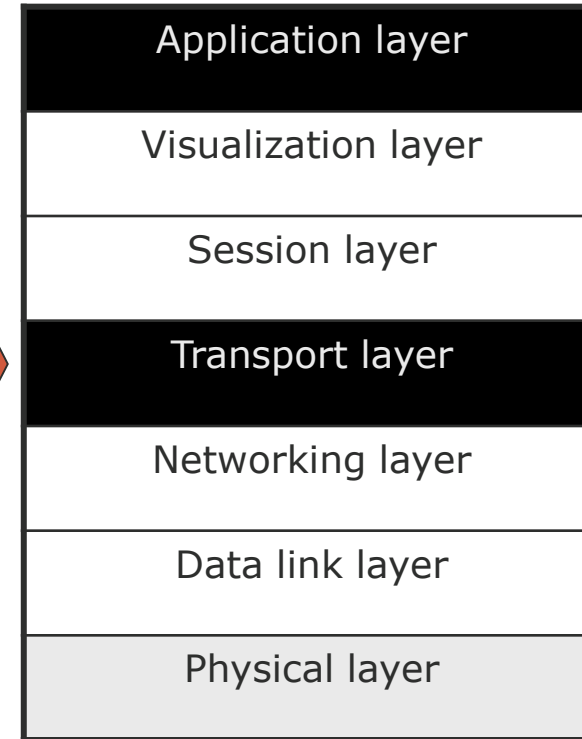 Application layer
Visualization layer
Session layer
Transport layer
Networking layer
Data link layer
Physical layer